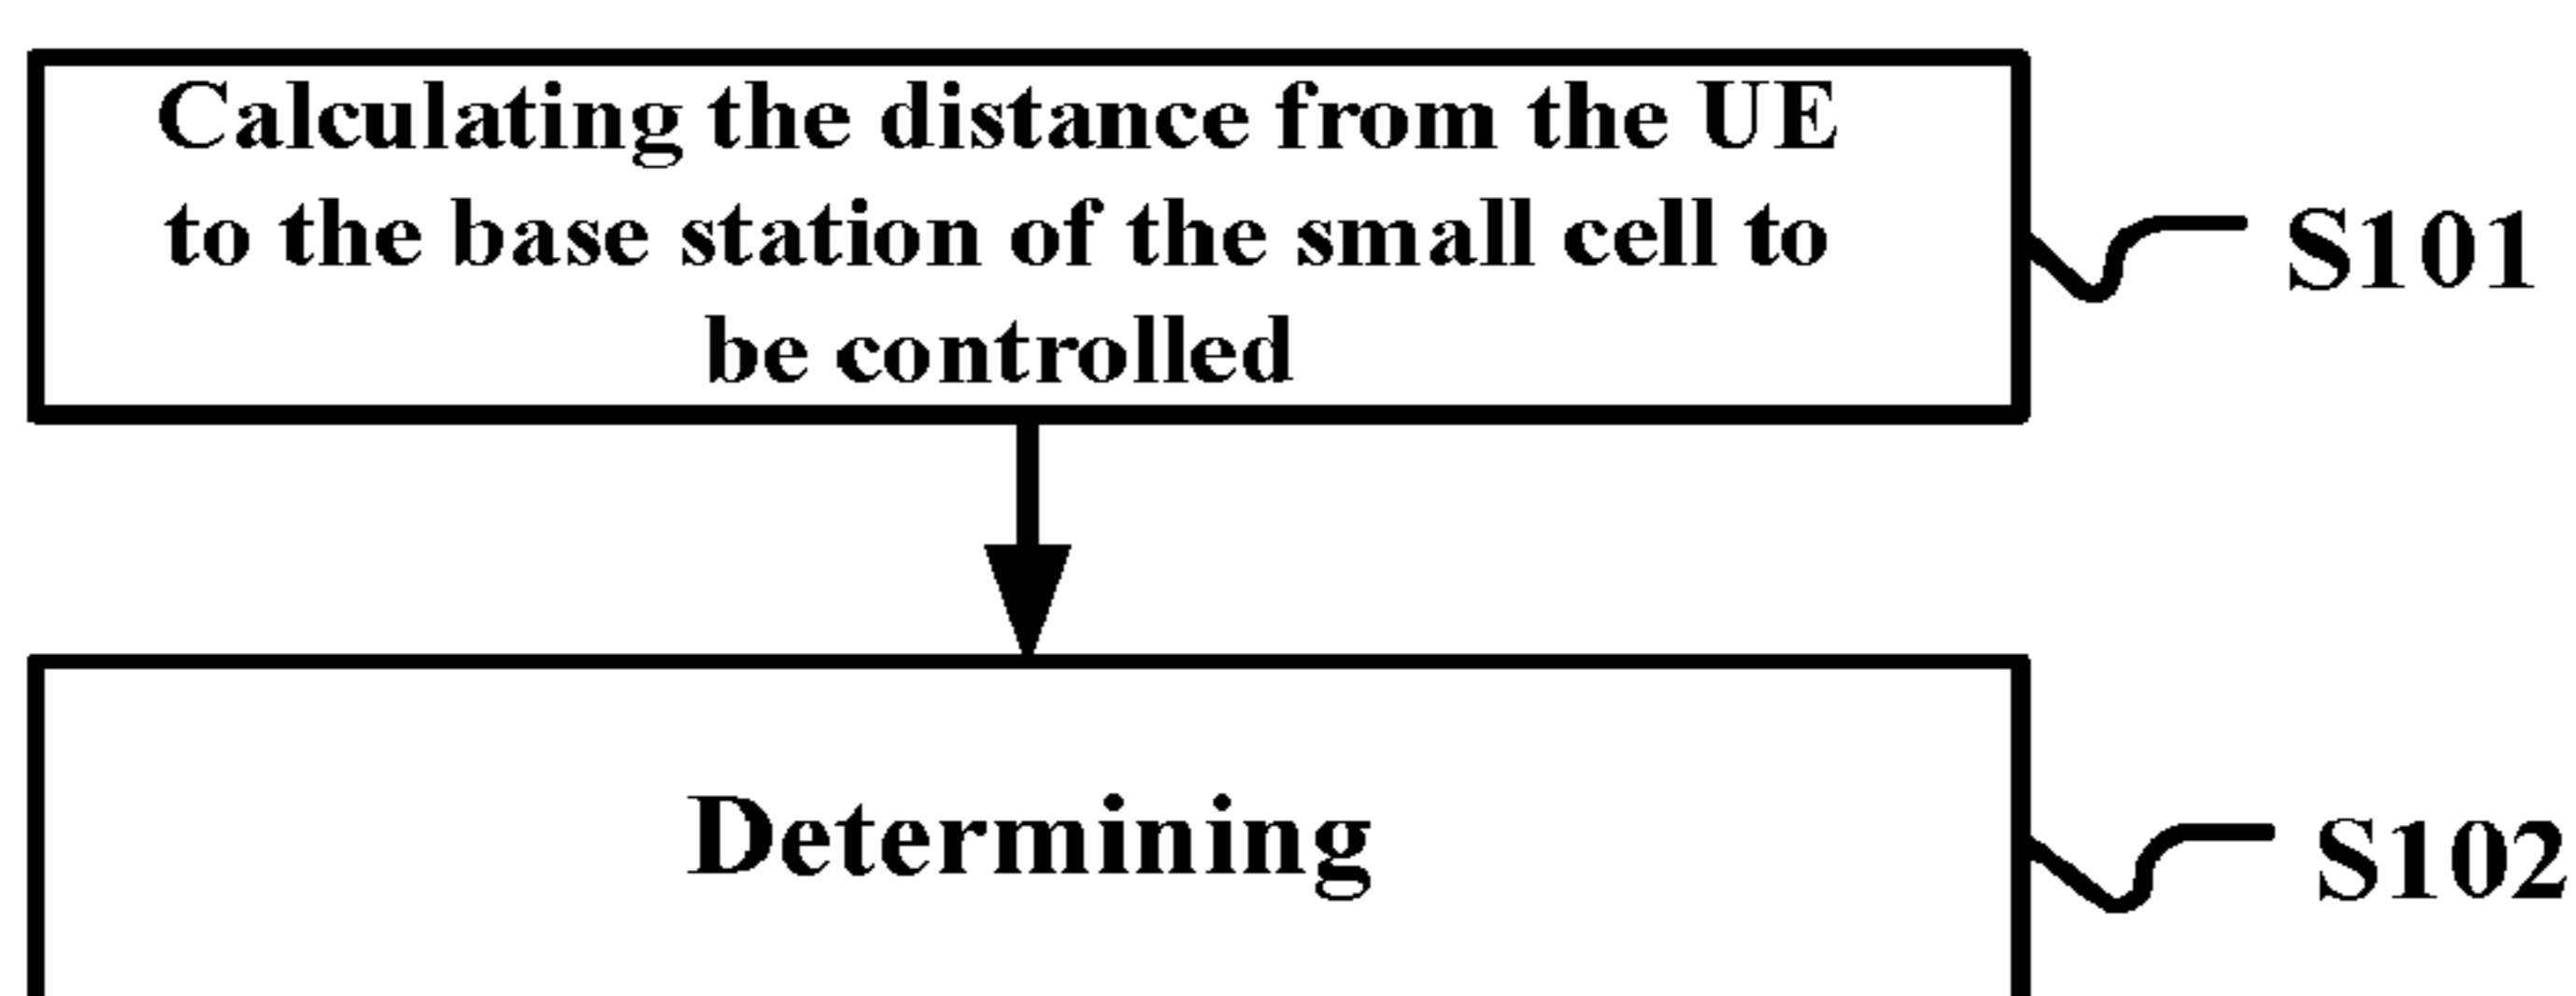 Calculating the distance from the UE
to the base station of the small cell to
be controlled
S101
Determining
S102